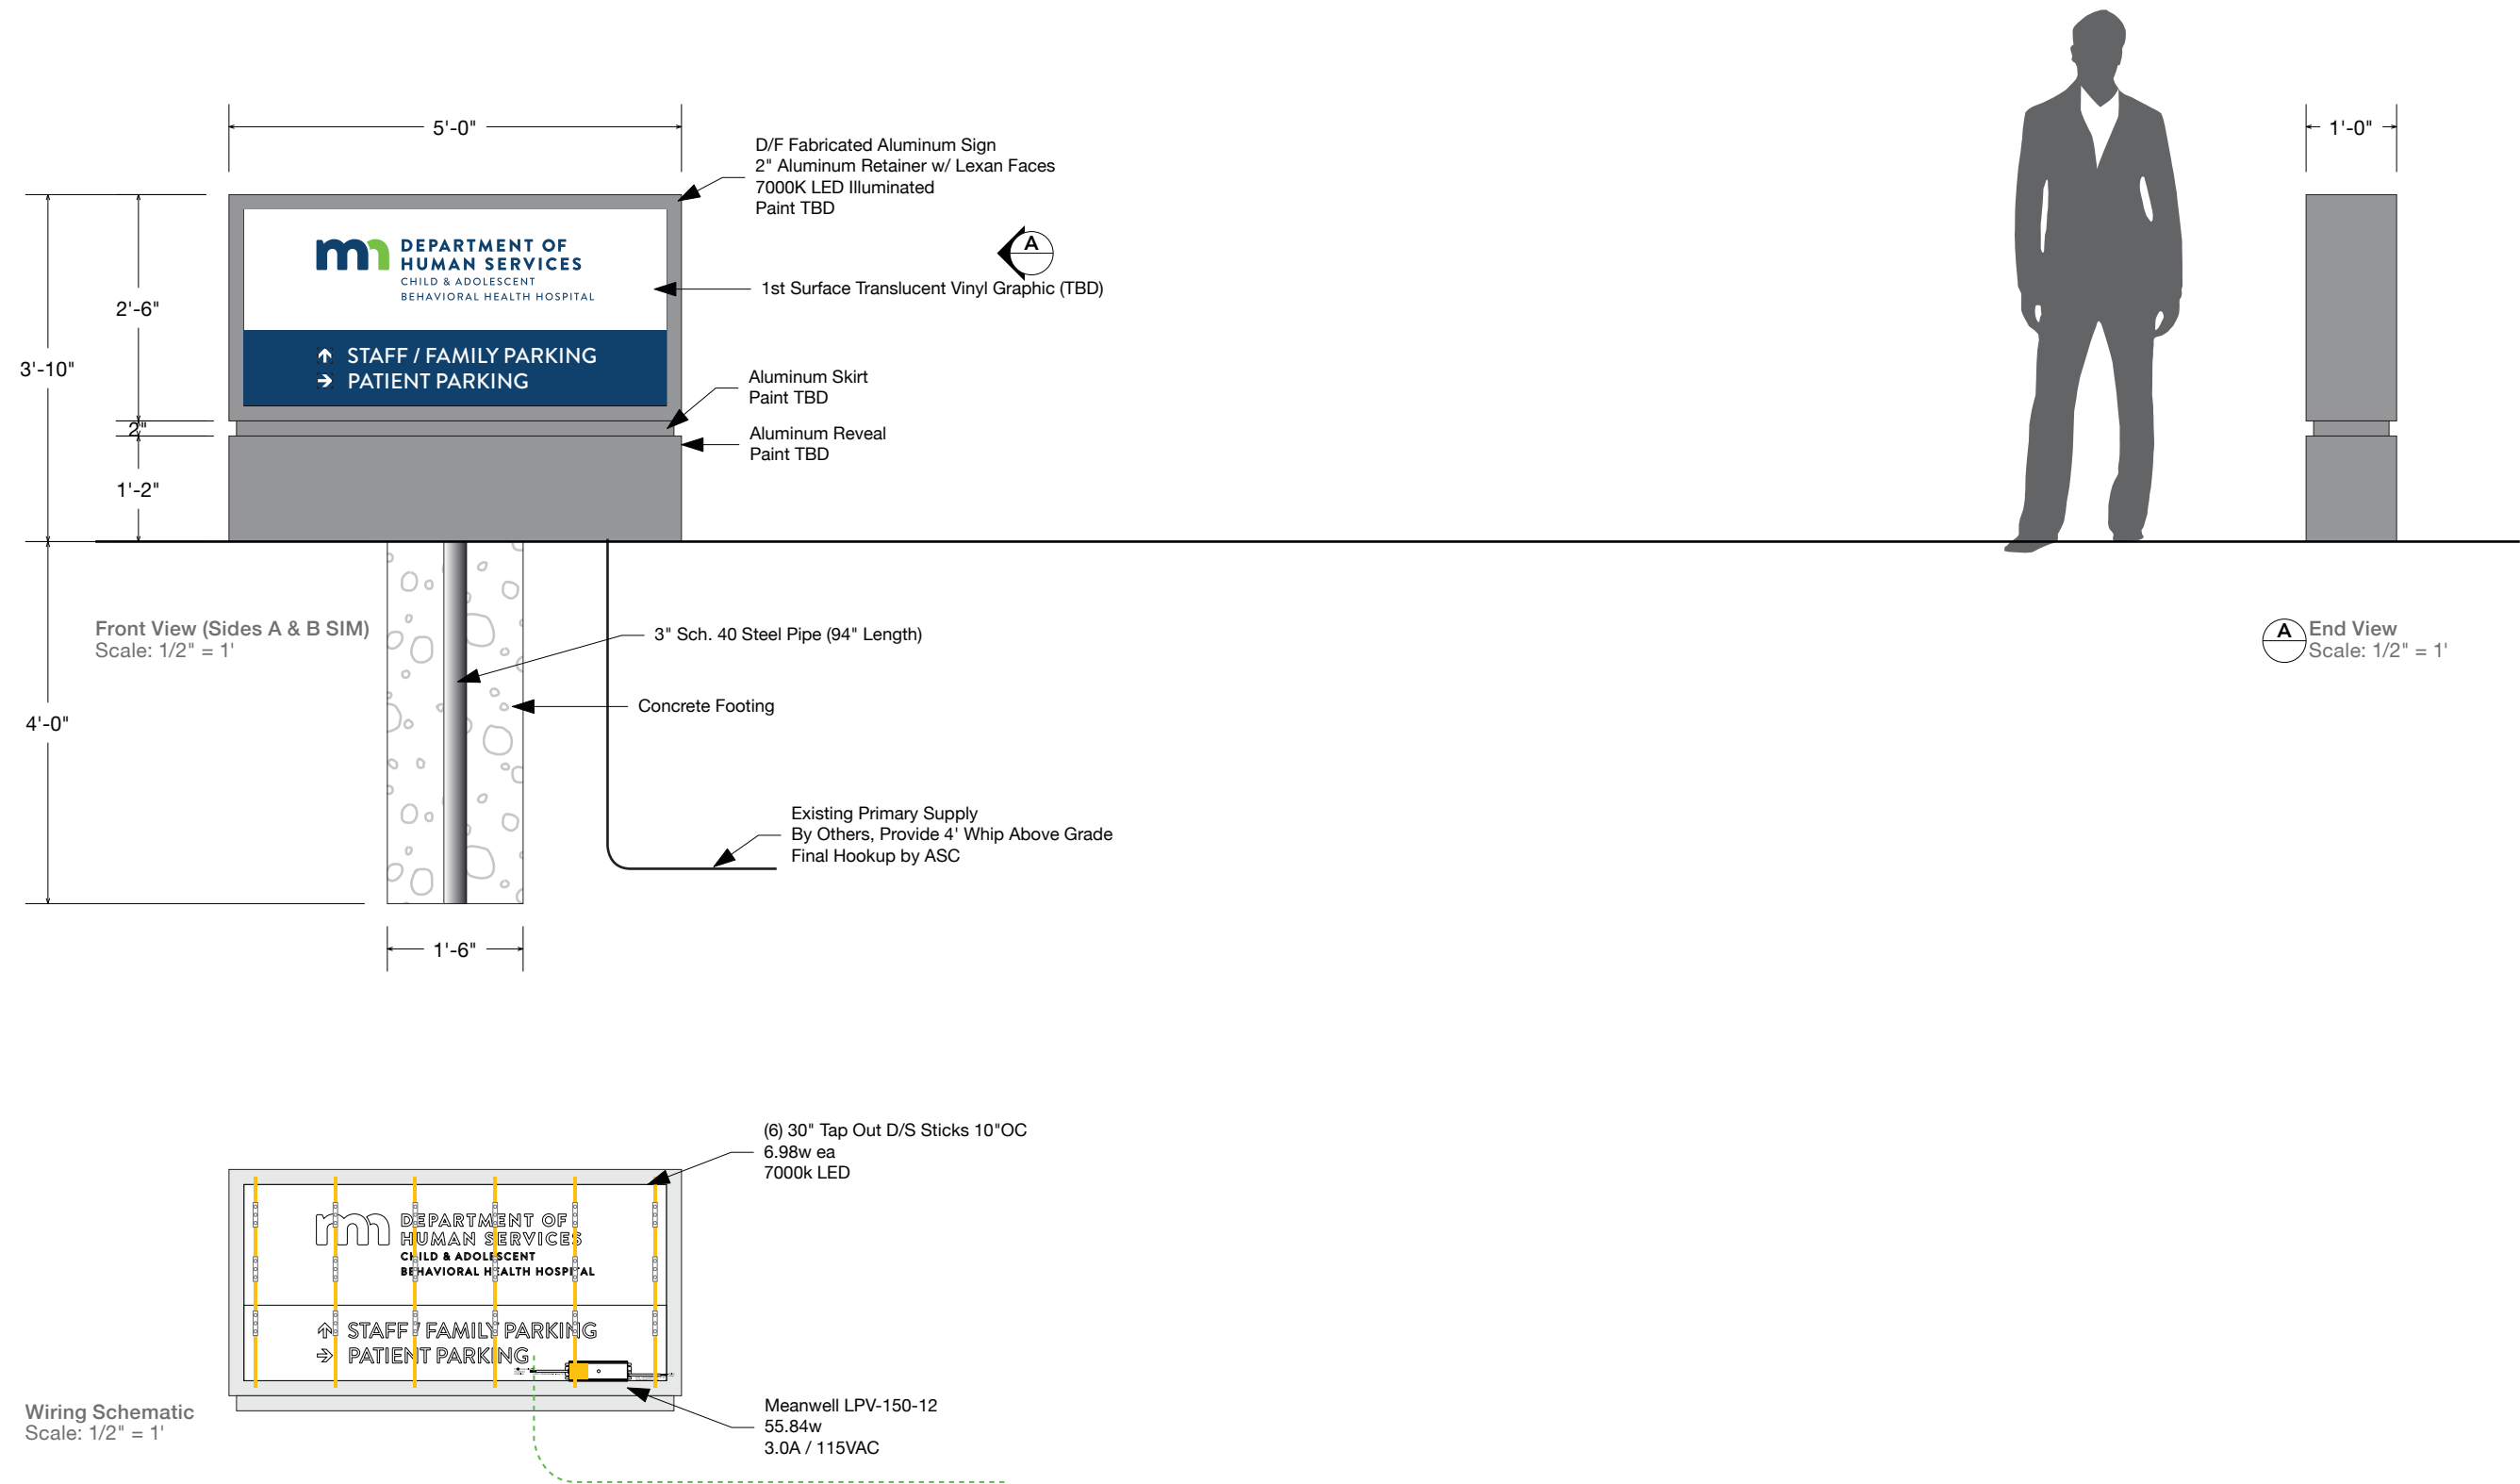 5'-0"
1'-0"
D/F Fabricated Aluminum Sign
2" Aluminum Retainer w/ Lexan Faces
7000K LED Illuminated
Paint TBD
A
1st Surface Translucent Vinyl Graphic (TBD)
mn
DEPARTMENT OF
HUMAN SERVICES
CHILD & ADOLESCENT
BEHAVIORAL HEALTH HOSPITAL
STAFF / FAMILY PARKING
PATIENT PARKING
2'-6"
3'-10"
2"
1'-2"
Aluminum Skirt
Paint TBD
Aluminum Reveal
Paint TBD
Front View (Sides A & B SIM)
Scale: 1/2" = 1'
3" Sch. 40 Steel Pipe (94" Length)
A
End View
Scale: 1/2" = 1'
Concrete Footing
4'-0"
Existing Primary Supply
By Others, Provide 4' Whip Above Grade
Final Hookup by ASC
1'-6"
(6) 30" Tap Out D/S Sticks 10"OC
6.98w ea
7000k LED
mn
DEPARTMENT OF
HUMAN SERVICES
CHILD & ADOLESCENT
BEHAVIORAL HEALTH HOSPITAL
STAFF / FAMILY PARKING
PATIENT PARKING
Wiring Schematic
Scale: 1/2" = 1'
Meanwell LPV-150-12
55.84w
3.0A / 115VAC